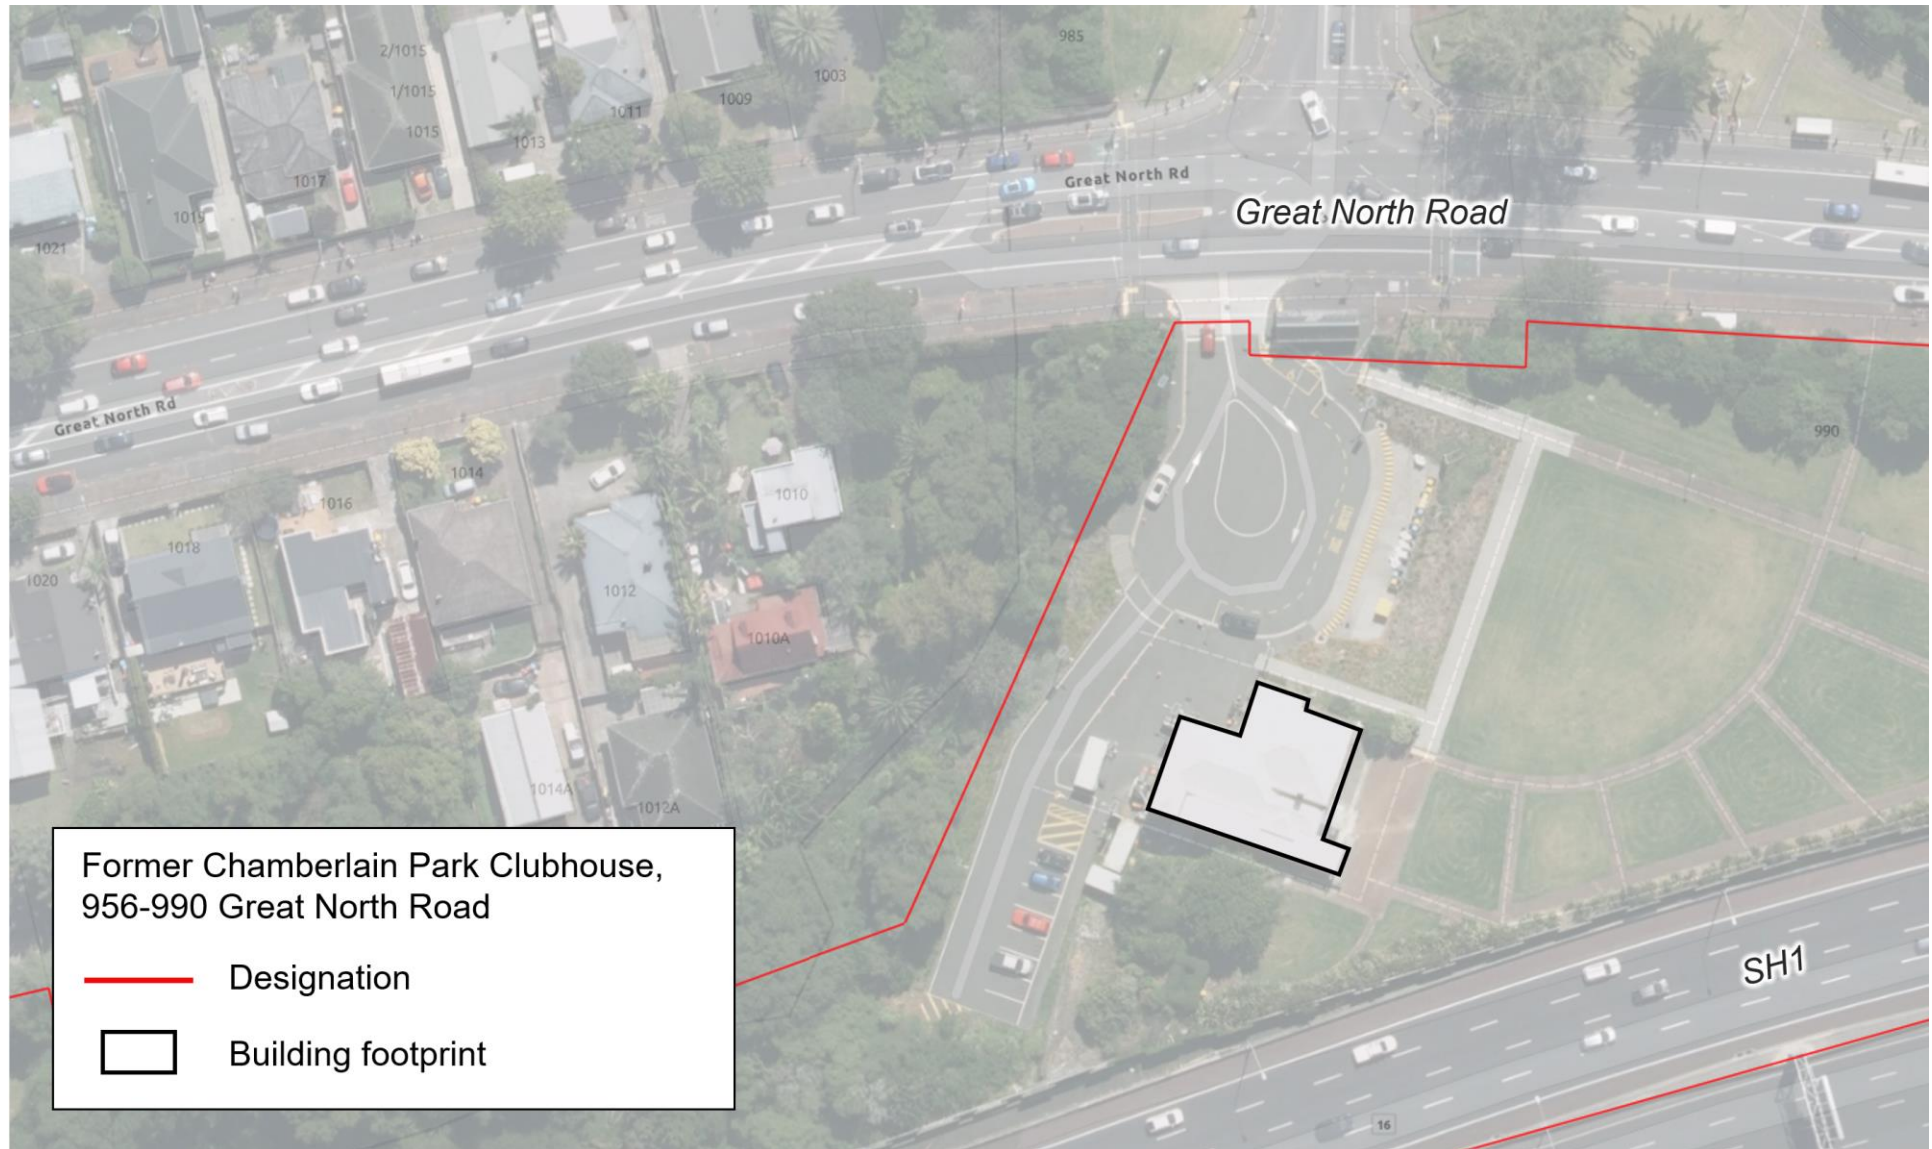 985
2/1015
1003
1/1015
1009
1011
1015
1013
1017
Great North Rd
Great North Road
1019
1021
Great North Rd
990
1014
1010
1016
1018
1020
1012
1010A
1014A
1012A
Former Chamberlain Park Clubhouse,
956-990 Great North Road
Designation
Building footprint
SH1
16